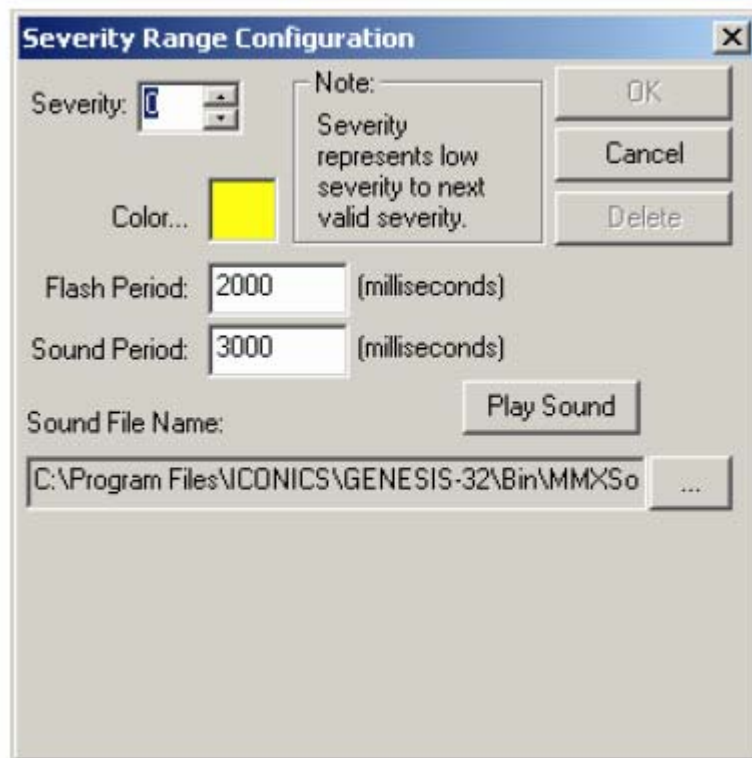 Severity Range Configuration
Severity: 0
Note:
Severity
represents low
severity to next
valid severity.
OK
Cancel
Delete
Color...
Flash Period: 2000 (milliseconds)
Sound Period: 3000 (milliseconds)
Play Sound
Sound File Name:
C:\Program Files\ICONICS\GENESIS-32\Bin\MMXSo ...